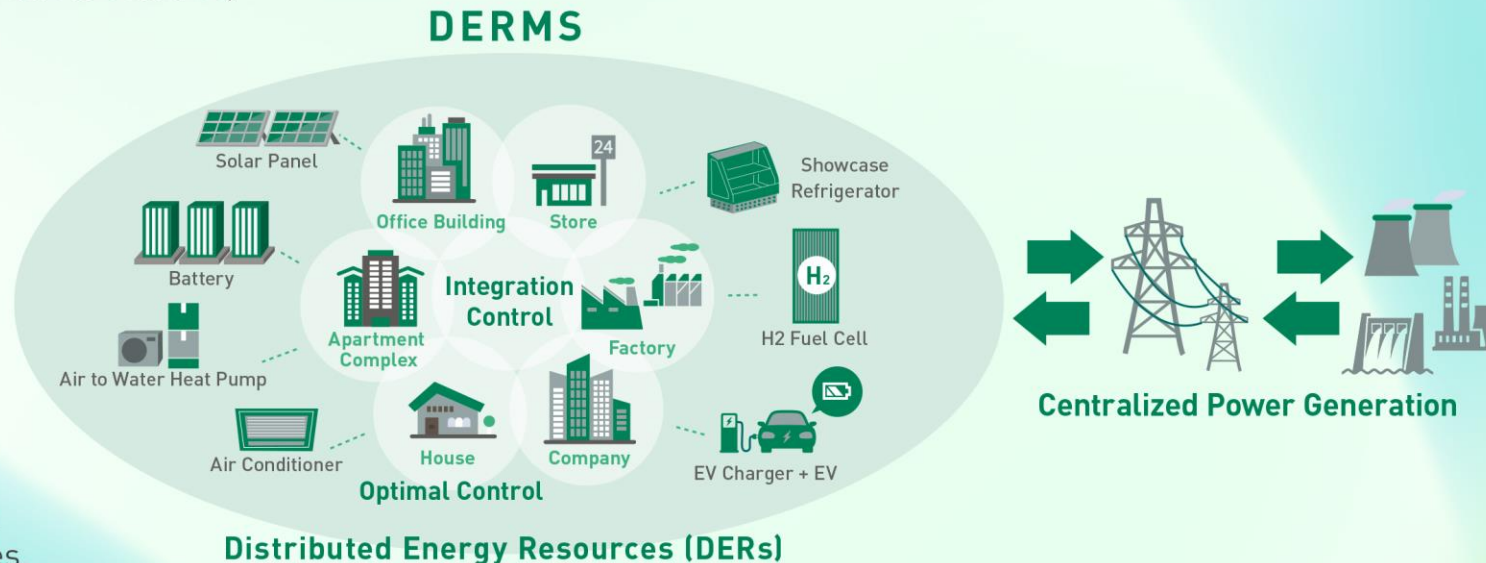 DERMS
Solar Panel
Office Building
24
Store
Showcase
Refrigerator
Battery
Integration
Control
H2
Apartment
Complex
Factory
H2 Fuel Cell
Air to Water Heat Pump
Centralized Power Generation
Air Conditioner
House
Company
EV Charger + EV
Optimal Control
Distributed Energy Resources (DERs)
es